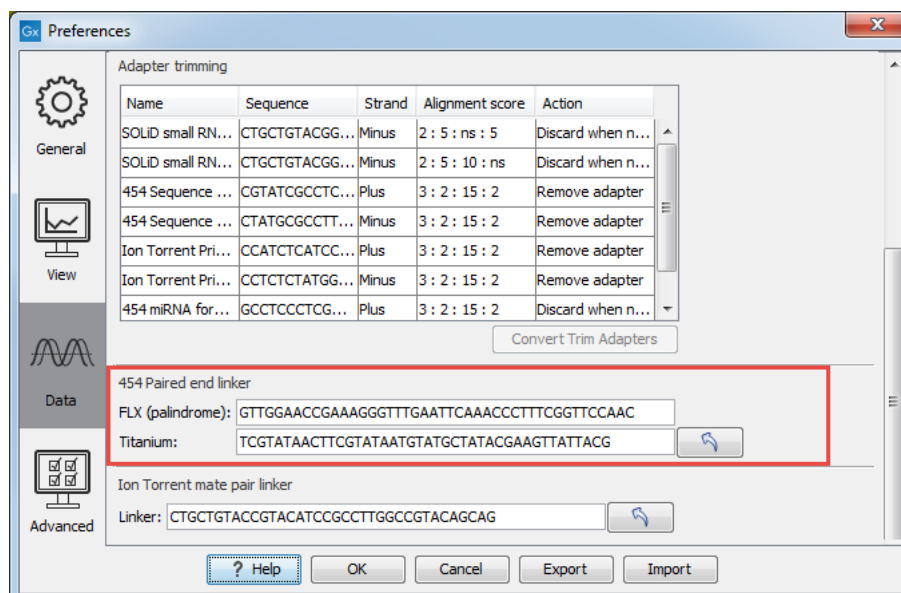 Gx Preferences
General
View
Data
Advanced
Adapter trimming
Name Sequence Strand Alignment score Action
SOLiD small RN... CTGCTGTACGG... Minus 2 : 5 : ns : 5 Discard when n...
SOLiD small RN... CTGCTGTACGG... Minus 2 : 5 : 10 : ns Discard when n...
454 Sequence ... CGTATCGCCTC... Plus 3 : 2 : 15 : 2 Remove adapter
454 Sequence ... CTATGCGCCTT... Minus 3 : 2 : 15 : 2 Remove adapter
Ion Torrent Pri... CCATCTCATCC... Plus 3 : 2 : 15 : 2 Remove adapter
Ion Torrent Pri... CCTCTCTATGG... Minus 3 : 2 : 15 : 2 Remove adapter
454 miRNA for... GCCTCCCTCG... Plus 3 : 2 : 15 : 2 Discard when n...
Convert Trim Adapters
454 Paired end linker
FLX (palindrome): GTTGGAACCGAAAGGGTTTGAATTCAAACCCTTTCGGTTCCAAC
Titanium: TCGTATAACTTCGTATAATGTATGCTATACGAAGTTATTACG
Ion Torrent mate pair linker
Linker: CTGCTGTACCGTACATCCGCCTTGGCCGTACAGCAG
? Help OK Cancel Export Import